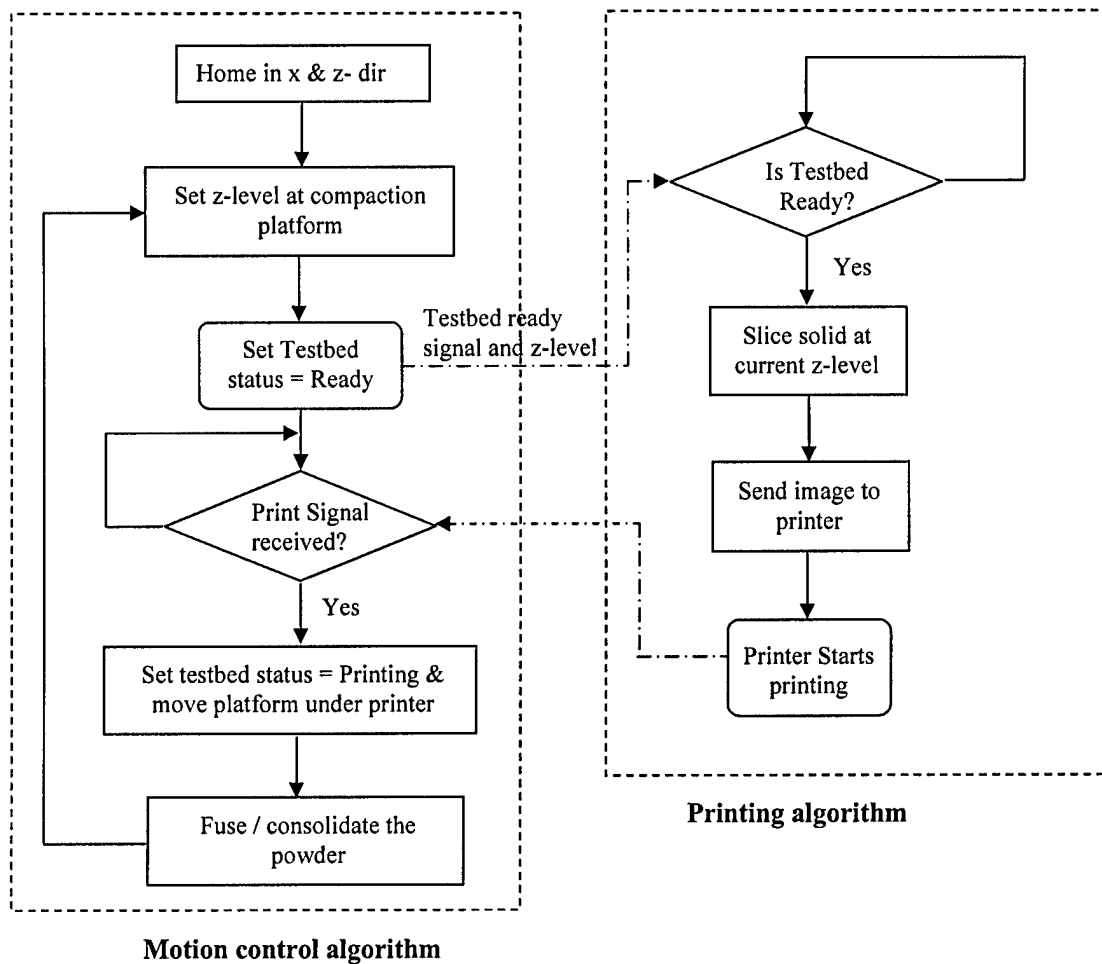 Home in x & z- dir
Set z-level at compaction
platform
Set Testbed
status = Ready
Testbed ready
signal and z-level
Print Signal
received?
Yes
Set testbed status = Printing &
move platform under printer
Fuse / consolidate the
powder
Motion control algorithm
Is Testbed
Ready?
Yes
Slice solid at
current z-level
Send image to
printer
Printer Starts
printing
Printing algorithm